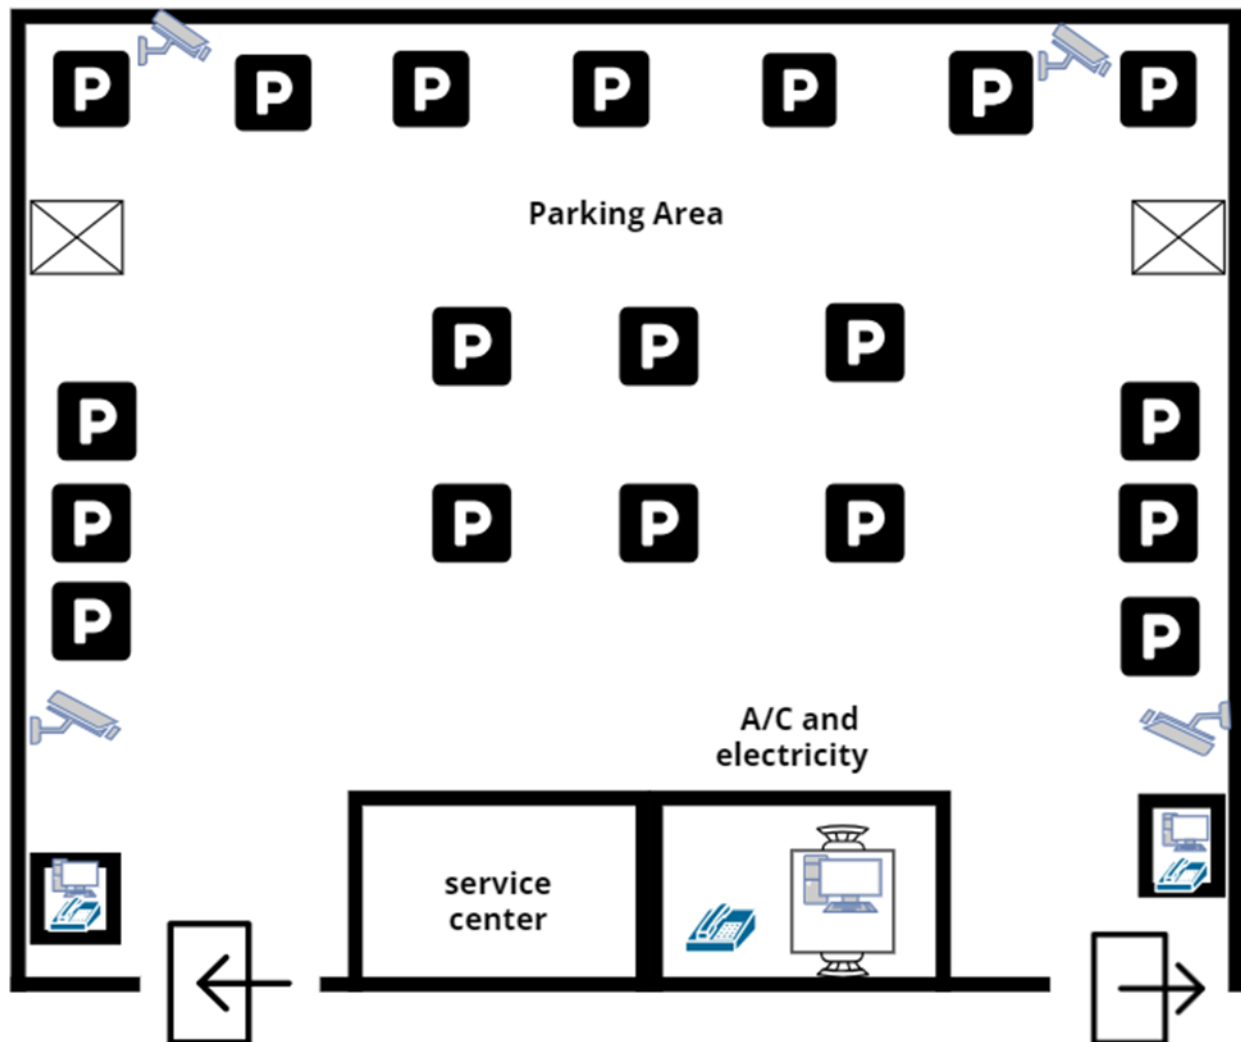 P P P P P P P
Parking Area
P P P
P P
P P P P P
P P
A/C and
electricity
service
center